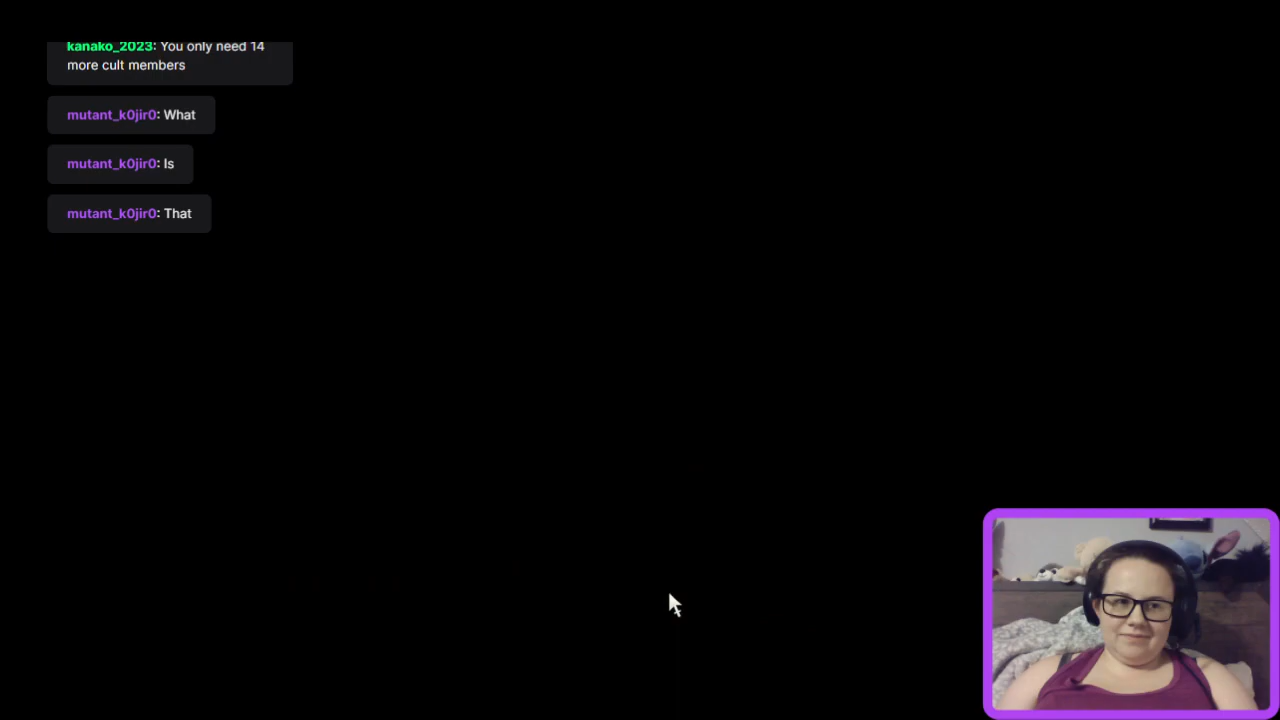 kanako_2023: You only need 14
more cult members
mutant_k0jir0: What
mutant_k0jir0: Is
mutant_k0jir0: That